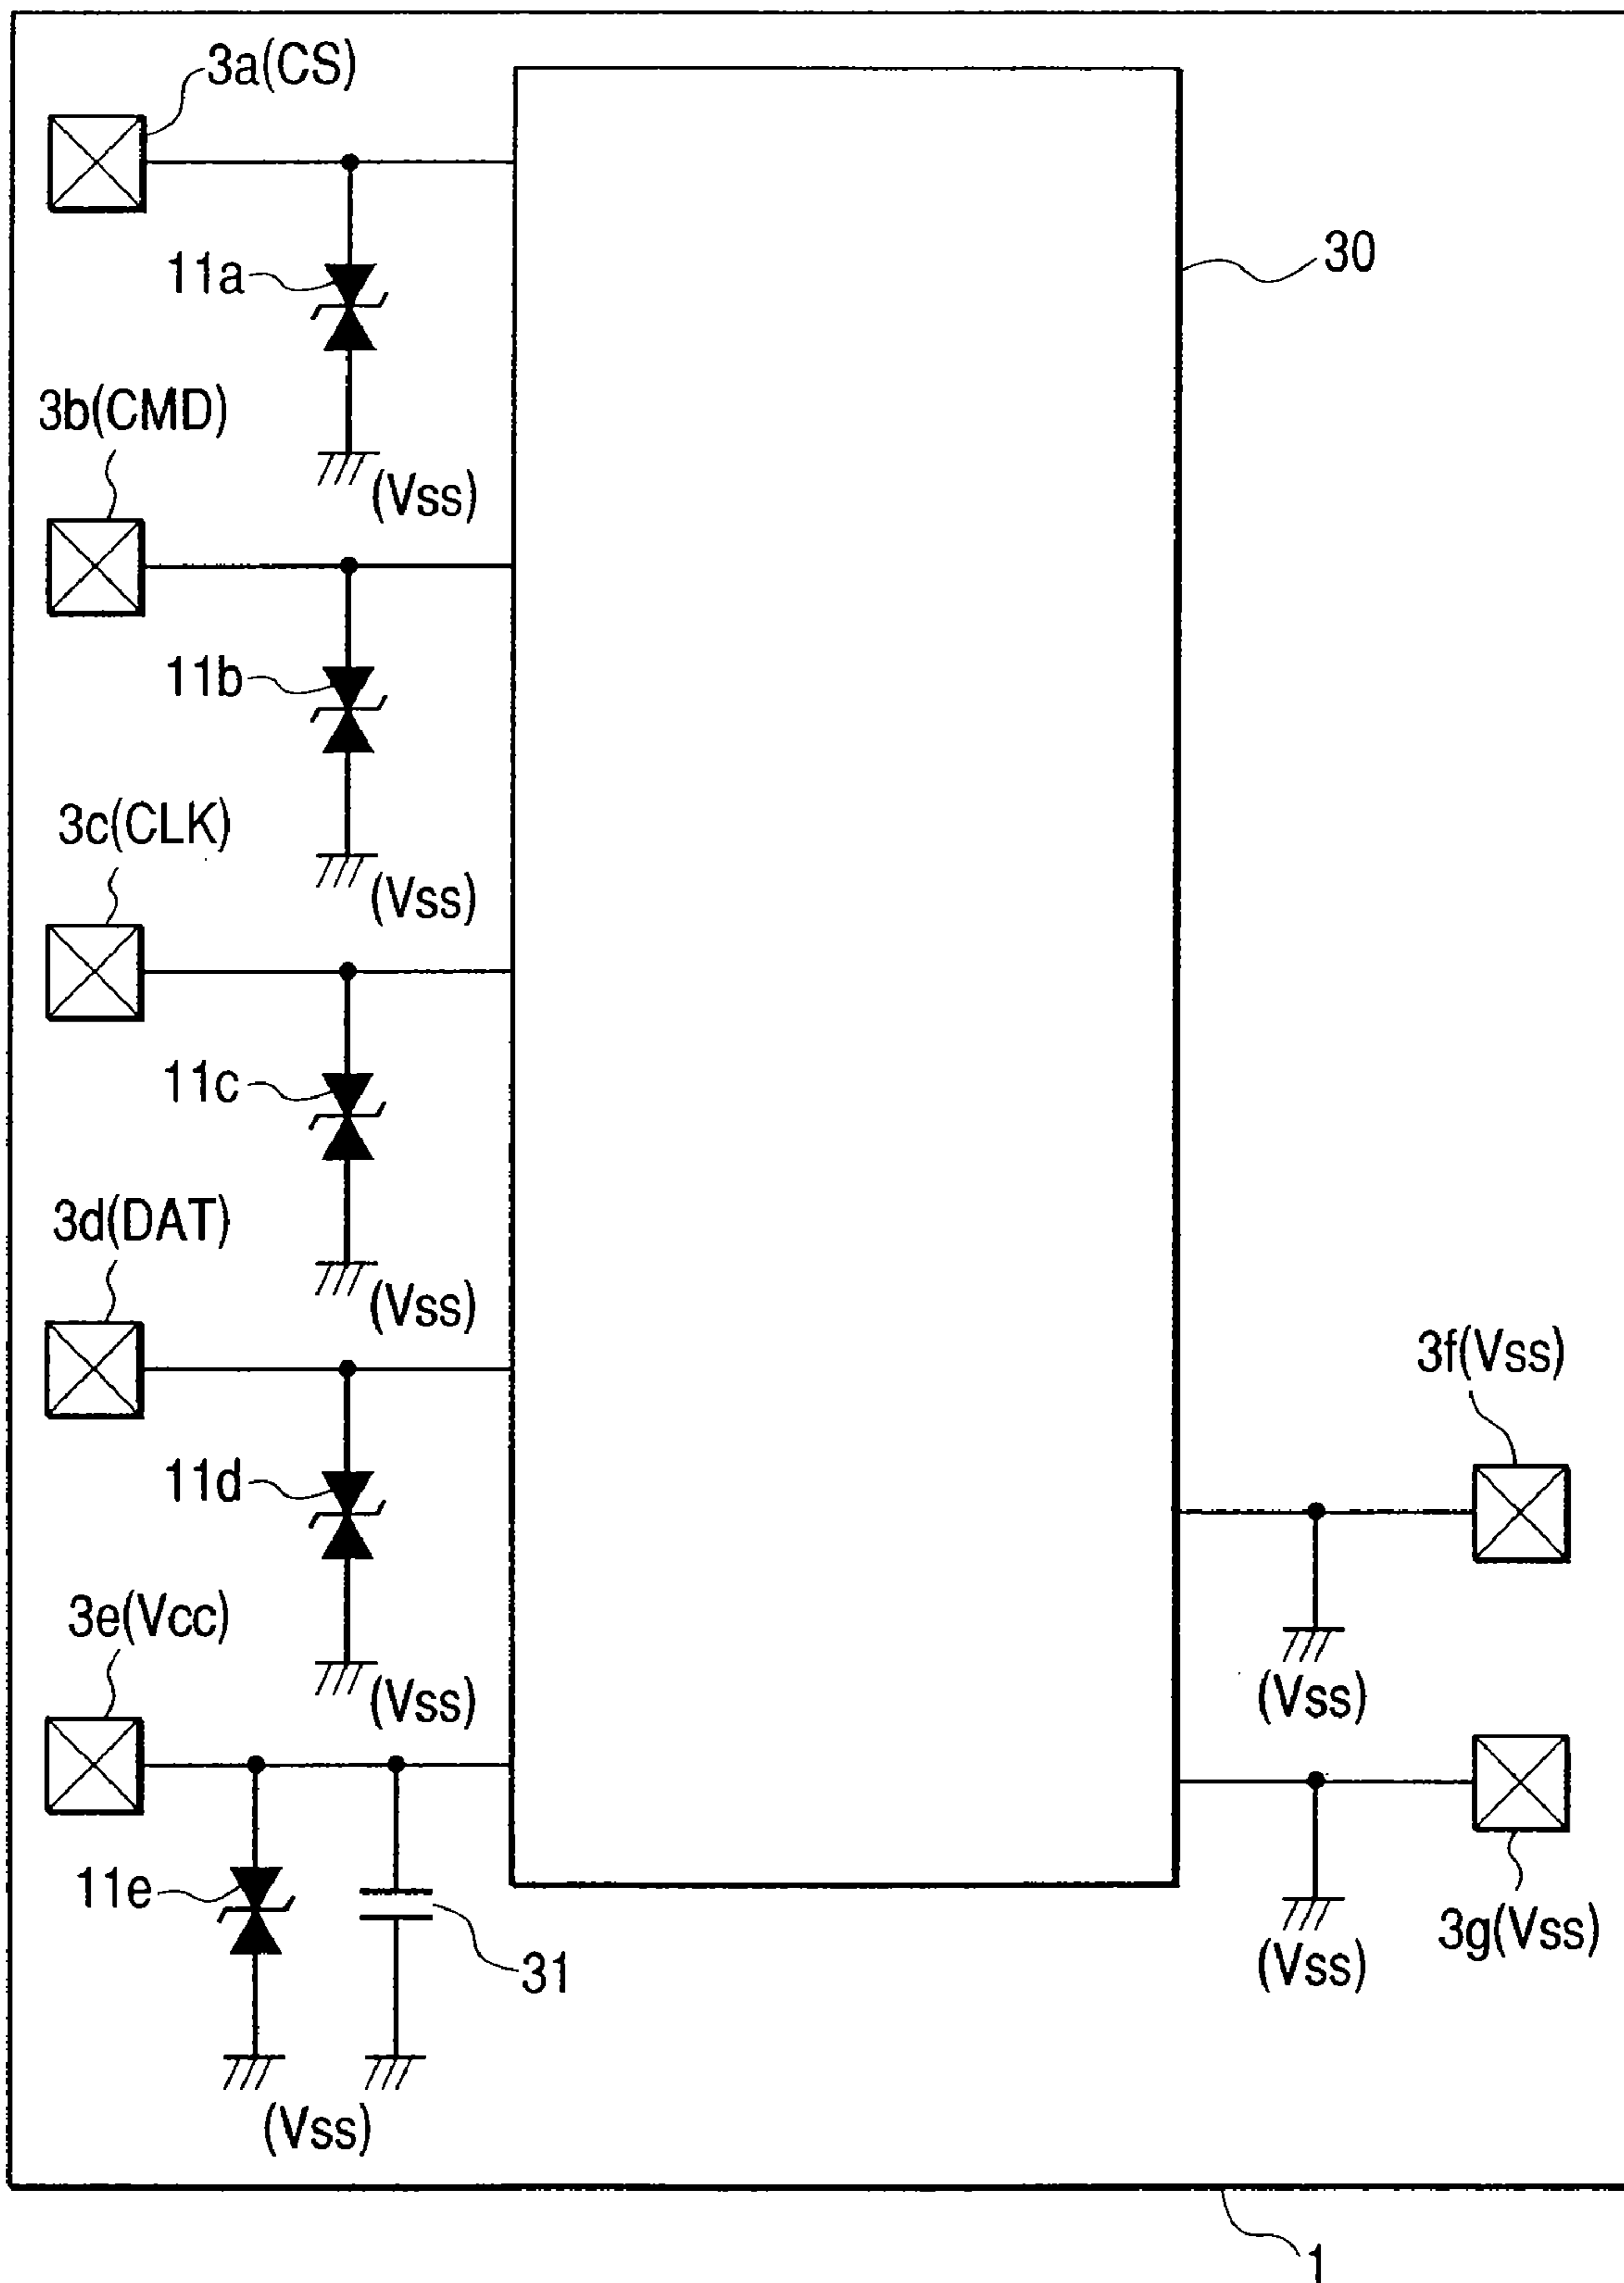 3a(CS)
30
11a
(Vss)
3b(CMD)
11b
(Vss)
3c(CLK)
11c
(Vss)
3d(DAT)
11d
(Vss)
3f(Vss)
(Vss)
3e(Vcc)
11e
31
(Vss)
3g(Vss)
(Vss)
1